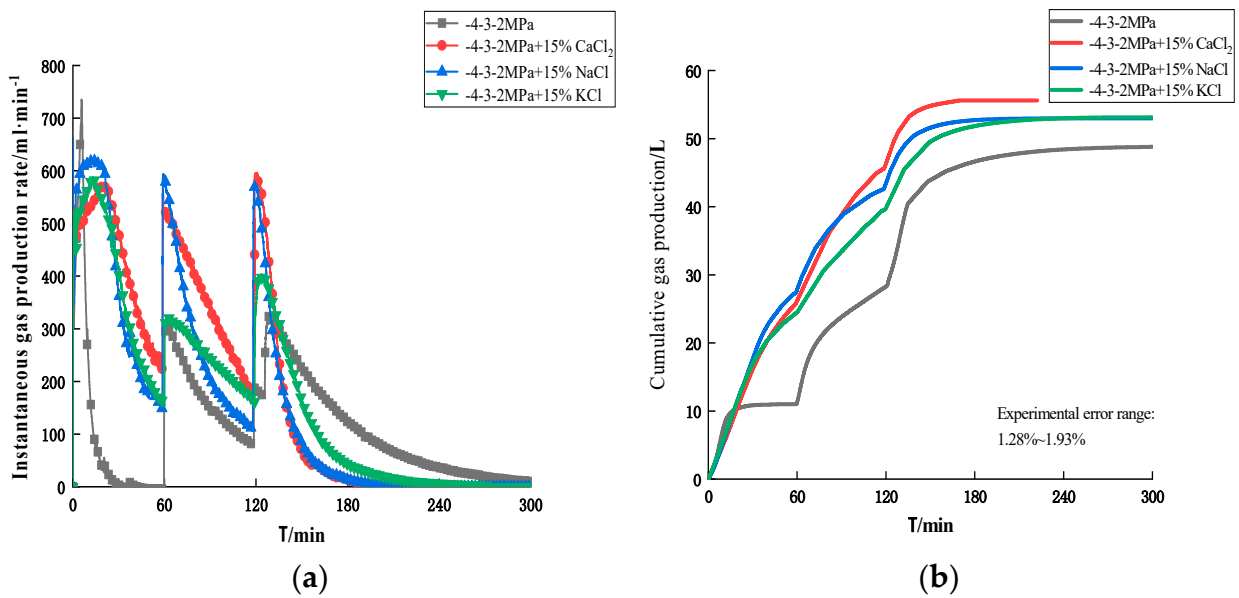 -4-3-2MPa
-4-3-2MPa+15% CaCl₂
-4-3-2MPa+15% NaCl
-4-3-2MPa+15% KCl
800
700
600
500
400
300
200
100
0
Instantaneous gas production rate/ml·min⁻¹
0 60 120 180 240 300
T/min
(a)
-4-3-2MPa
-4-3-2MPa+15% CaCl₂
-4-3-2MPa+15% NaCl
-4-3-2MPa+15% KCl
60
50
40
30
20
10
0
Cumulative gas production/L
Experimental error range:
1.28%~1.93%
0 60 120 180 240 300
T/min
(b)